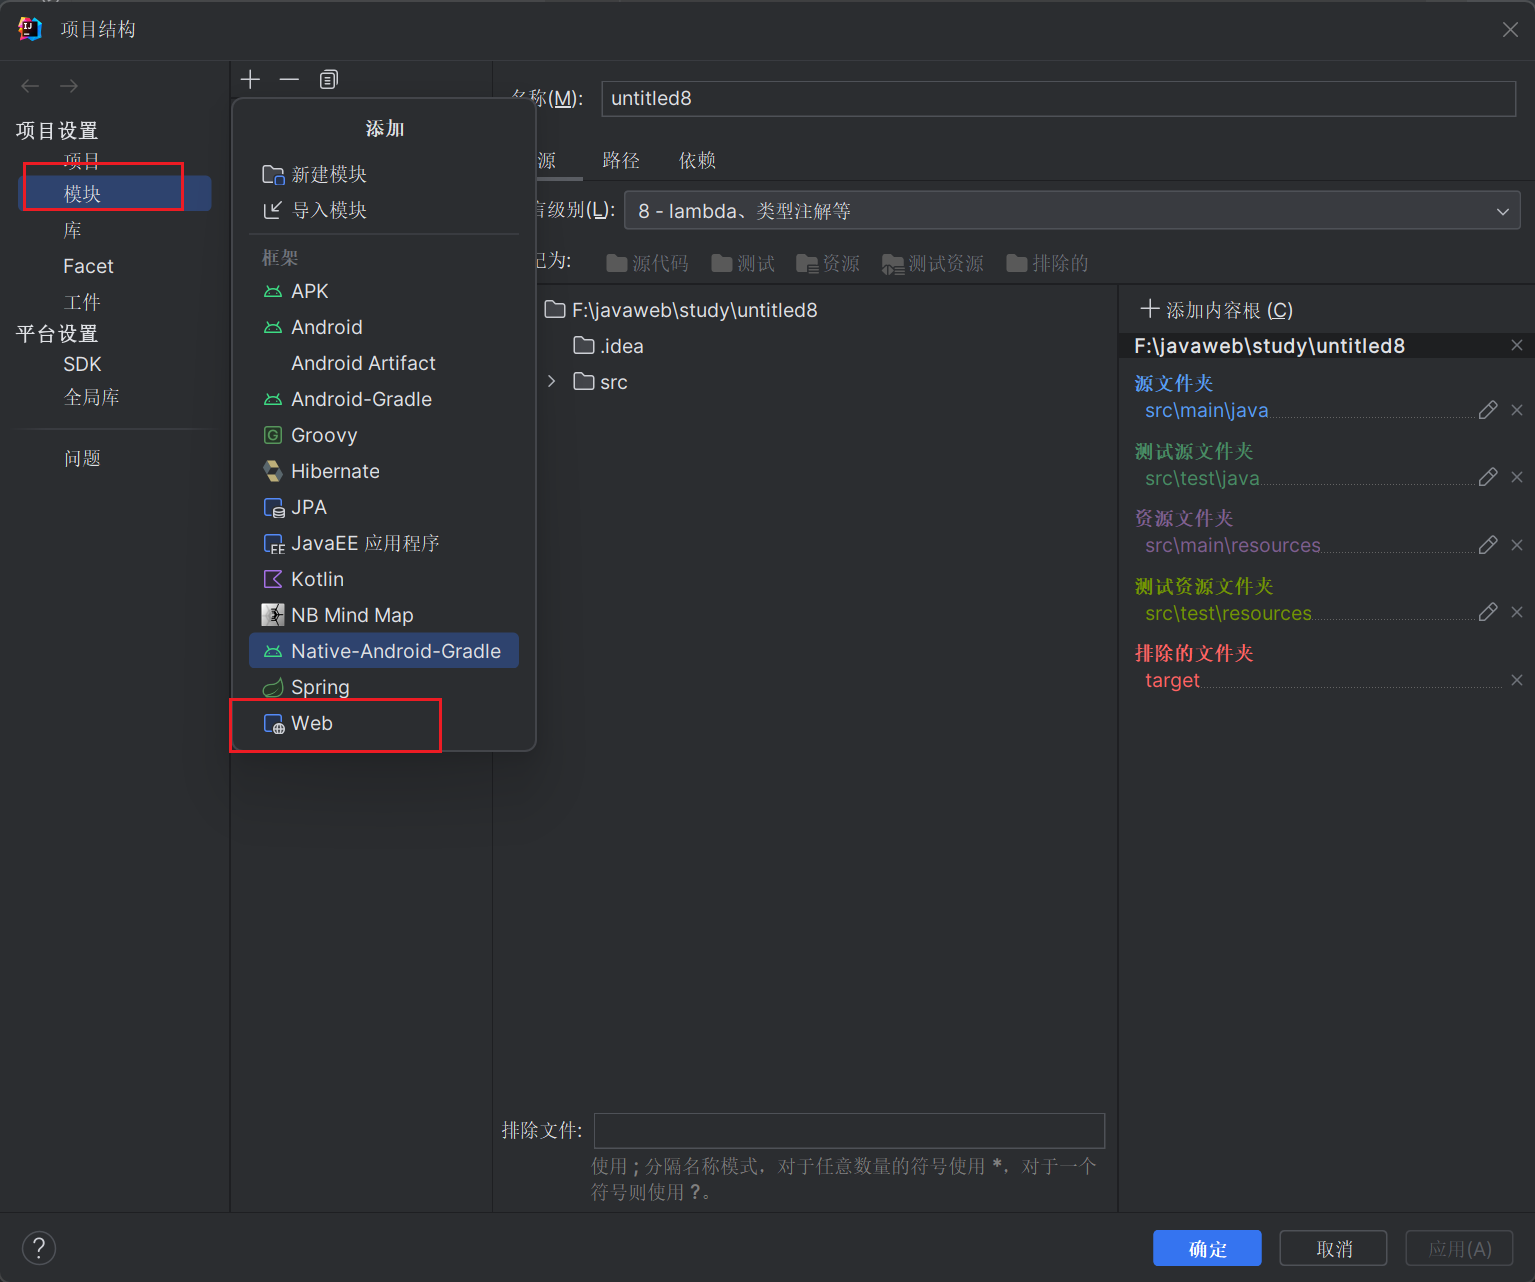 项目结构
项目设置
项目
模块
库
Facet
工件
平台设置
SDK
全局库
问题
添加
新建模块
导入模块
框架
APK
Android
Android Artifact
Android-Gradle
Groovy
Hibernate
JPA
JavaEE 应用程序
Kotlin
NB Mind Map
Native-Android-Gradle
Spring
Web
名称(M):
untitled8
源 路径 依赖
言级别(L):
8 - lambda、类型注解等
记为: 源代码 测试 资源 测试资源 排除的
F:\javaweb\study\untitled8
.idea
src
添加内容根 (C)
F:\javaweb\study\untitled8
源文件夹
src\main\java
测试源文件夹
src\test\java
资源文件夹
src\main\resources
测试资源文件夹
src\test\resources
排除的文件夹
target
排除文件:
使用 ; 分隔名称模式，对于任意数量的符号使用 *，对于一个
符号则使用 ?。
?
确定 取消 应用(A)